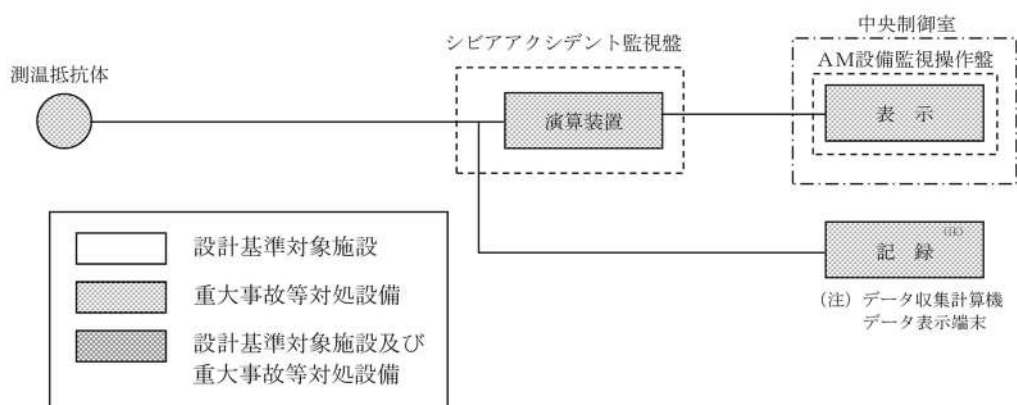 中央制御室
シビアアクシデント監視盤
AM設備監視操作盤
測温抵抗体
演算装置
表 示
設計基準対象施設
記 録 (注)
重大事故等対処設備
(注) データ収集計算機
データ表示端末
設計基準対象施設及び
重大事故等対処設備